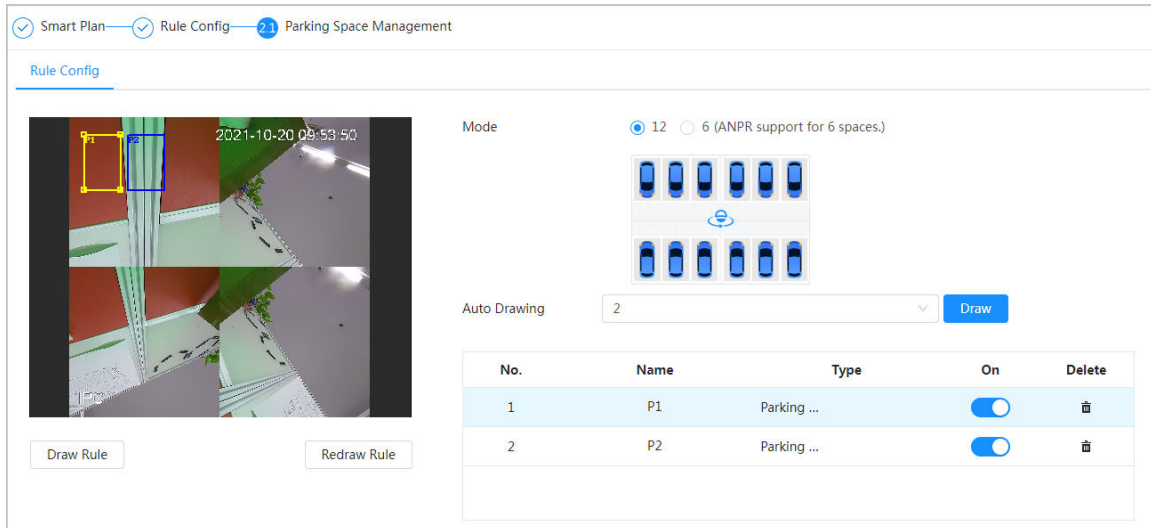 Smart Plan Rule Config 2.1 Parking Space Management
Rule Config
2021-10-20 09:53:50
P1 P2
IPC
Draw Rule Redraw Rule
Mode 12 6 (ANPR support for 6 spaces.)
Auto Drawing 2 Draw
No. Name Type On Delete
1 P1 Parking ...
2 P2 Parking ...